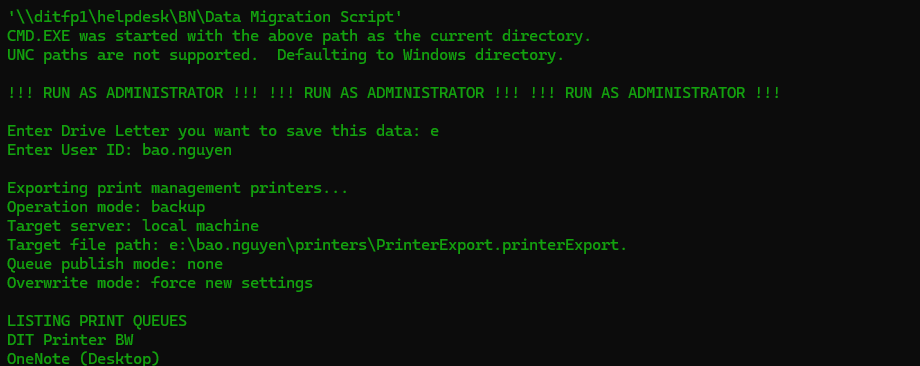 '\\ditfp1\helpdesk\BN\Data Migration Script'
CMD.EXE was started with the above path as the current directory.
UNC paths are not supported.  Defaulting to Windows directory.
!!! RUN AS ADMINISTRATOR !!! !!! RUN AS ADMINISTRATOR !!! !!! RUN AS ADMINISTRATOR !!!
Enter Drive Letter you want to save this data: e
Enter User ID: bao.nguyen
Exporting print management printers...
Operation mode: backup
Target server: local machine
Target file path: e:\bao.nguyen\printers\PrinterExport.printerExport.
Queue publish mode: none
Overwrite mode: force new settings
LISTING PRINT QUEUES
DIT Printer BW
OneNote (Desktop)